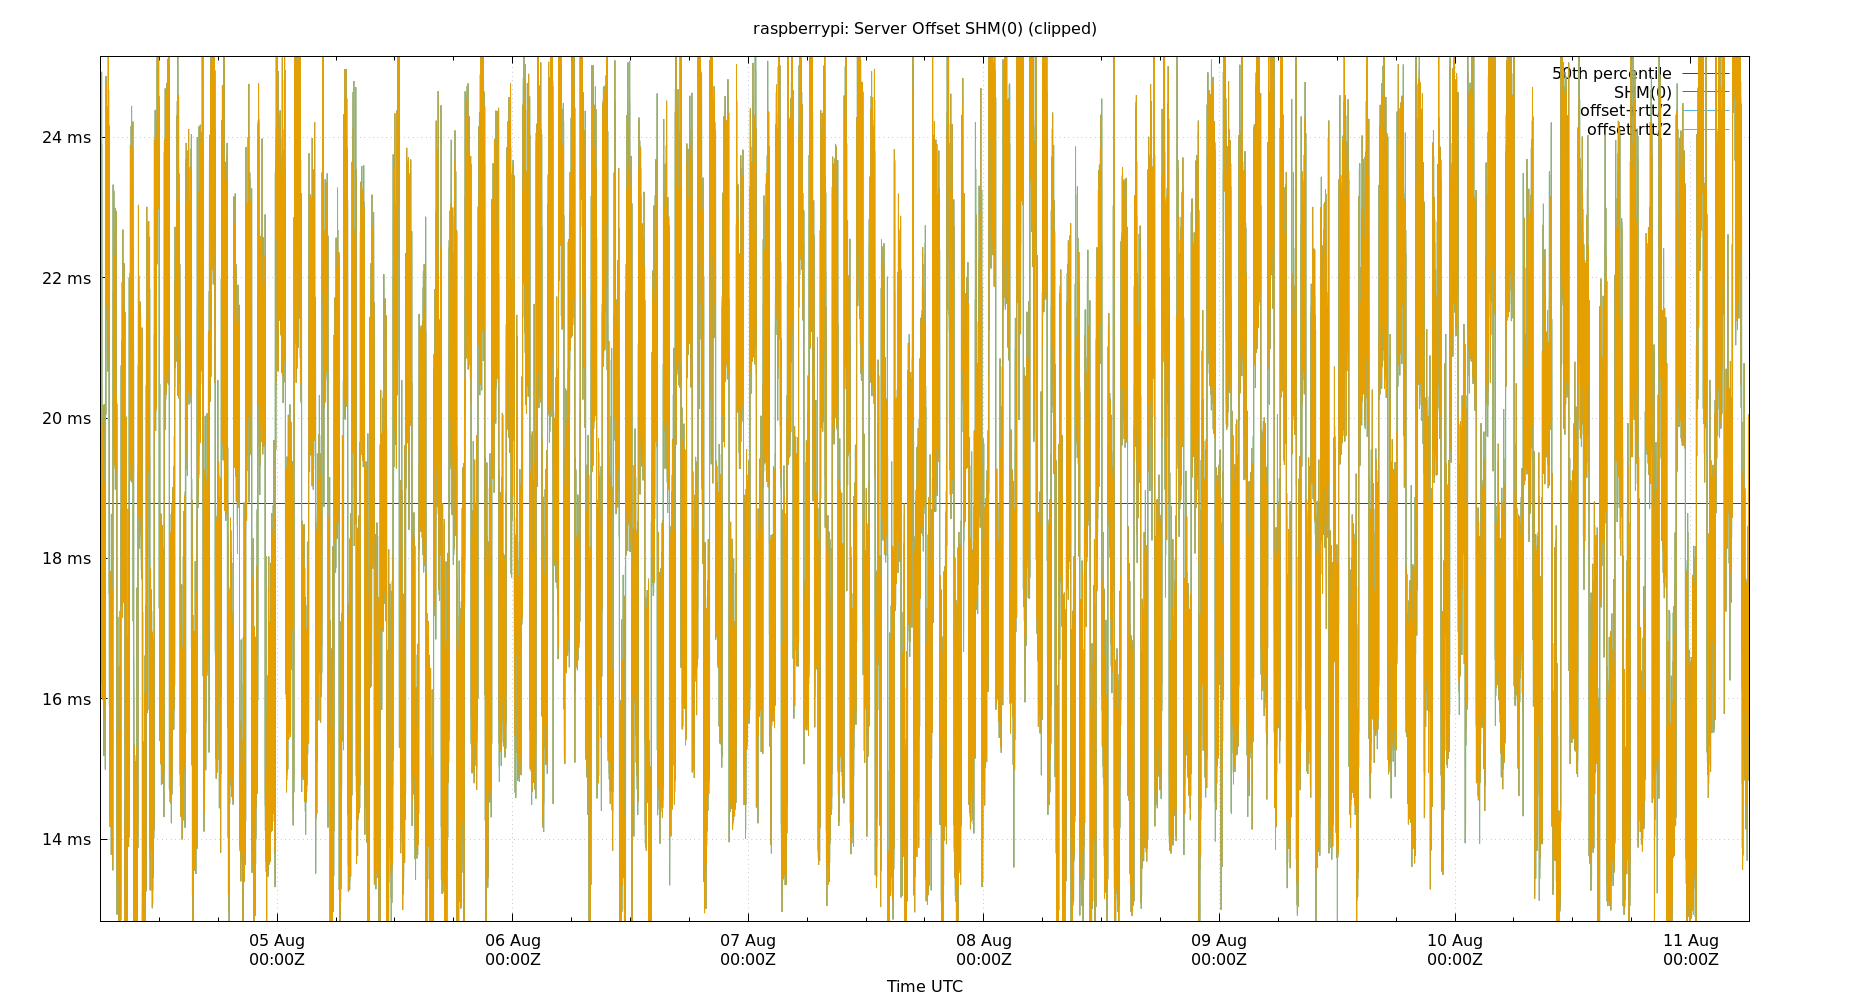 raspberrypi: Server Offset SHM(0) (clipped)
50th percentile
SHM(0)
offset+rtt/2
offset-rtt/2
24 ms
22 ms
20 ms
18 ms
16 ms
14 ms
05 Aug
00:00Z
06 Aug
00:00Z
07 Aug
00:00Z
08 Aug
00:00Z
09 Aug
00:00Z
10 Aug
00:00Z
11 Aug
00:00Z
Time UTC